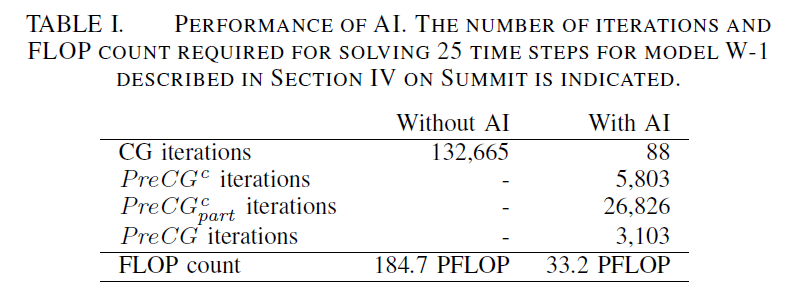 TABLE I. PERFORMANCE OF AI. THE NUMBER OF ITERATIONS AND
FLOP COUNT REQUIRED FOR SOLVING 25 TIME STEPS FOR MODEL W-1
DESCRIBED IN SECTION IV ON SUMMIT IS INDICATED.
Without AI With AI
CG iterations 132,665 88
PreCG^c iterations - 5,803
PreCG^c_part iterations - 26,826
PreCG iterations - 3,103
FLOP count 184.7 PFLOP 33.2 PFLOP